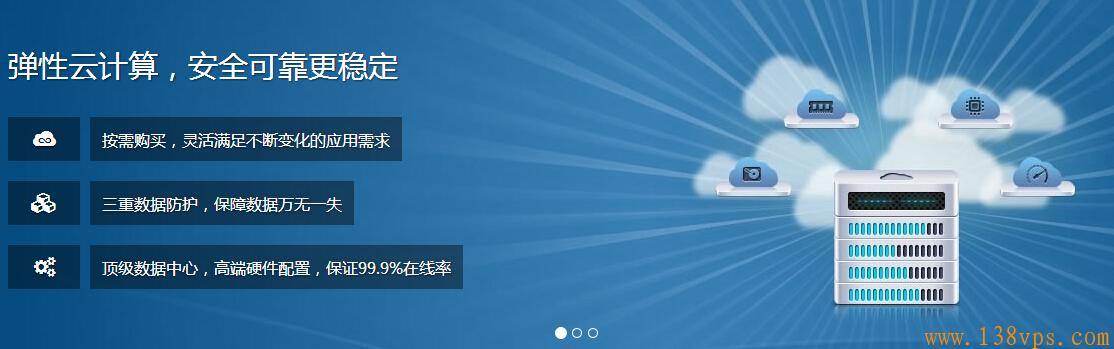 弹性云计算，安全可靠更稳定
按需购买，灵活满足不断变化的应用需求
三重数据防护，保障数据万无一失
顶级数据中心，高端硬件配置，保证99.9%在线率
www.138vps.com